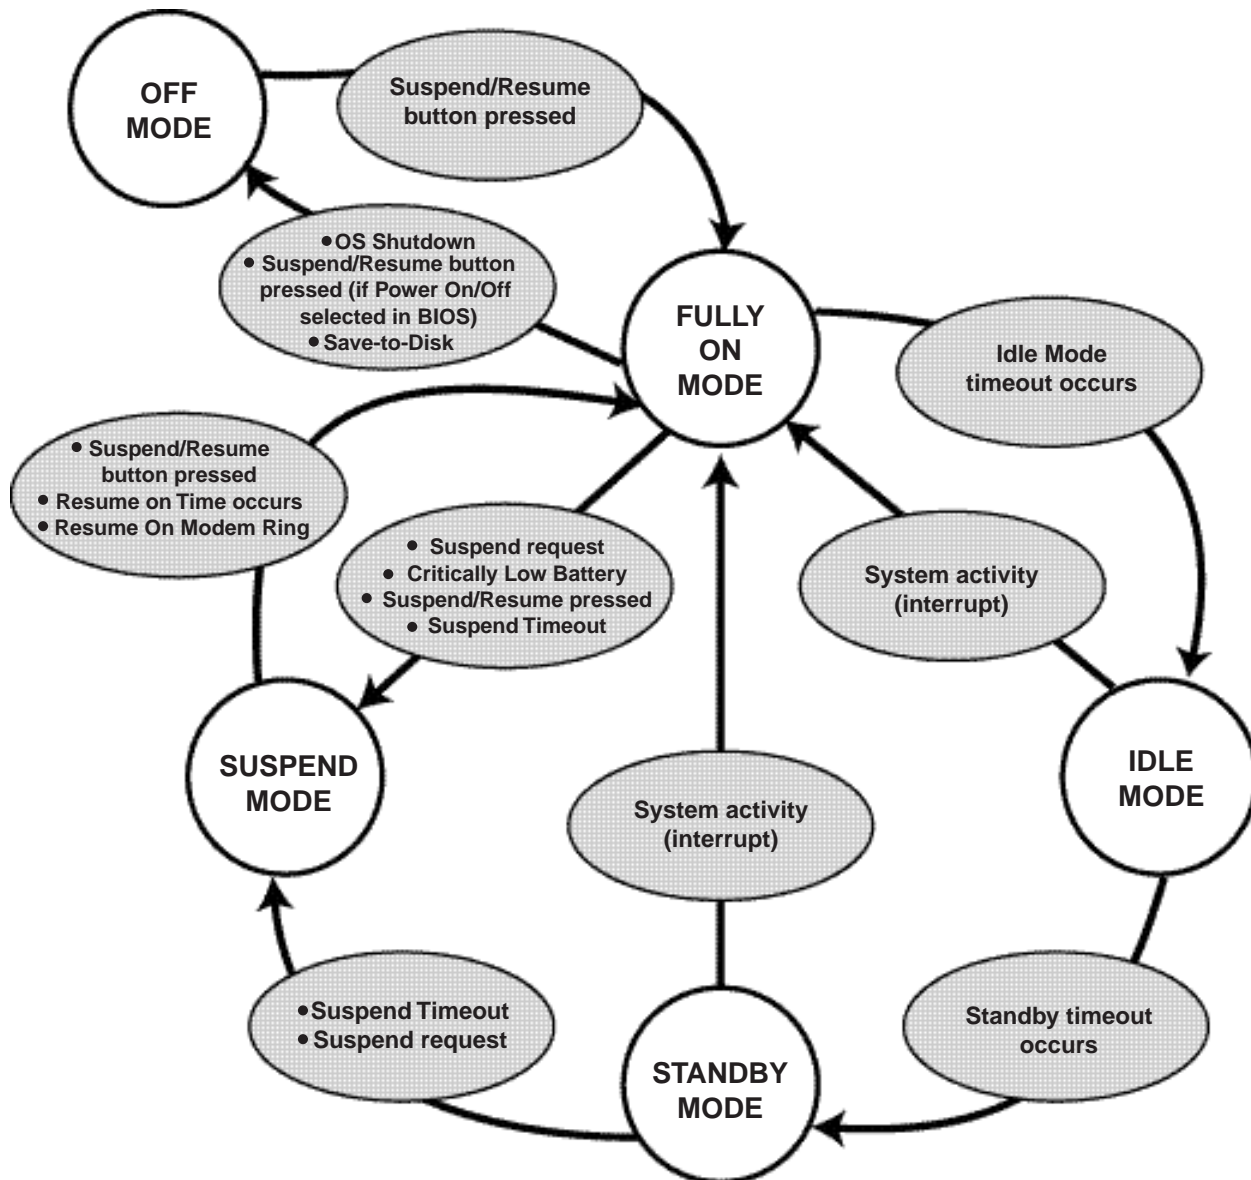 OFF
MODE
Suspend/Resume
button pressed
•OS Shutdown
• Suspend/Resume button
pressed (if Power On/Off
selected in BIOS)
• Save-to-Disk
FULLY
ON
MODE
Idle Mode
timeout occurs
• Suspend/Resume
button pressed
• Resume on Time occurs
• Resume On Modem Ring
• Suspend request
• Critically Low Battery
• Suspend/Resume pressed
• Suspend Timeout
System activity
(interrupt)
SUSPEND
MODE
System activity
(interrupt)
IDLE
MODE
•Suspend Timeout
• Suspend request
STANDBY
MODE
Standby timeout
occurs